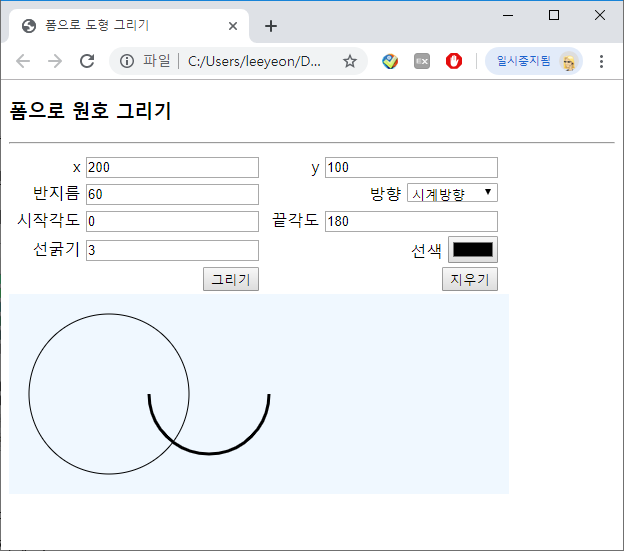 폼으로 도형 그리기
파일 C:/Users/leeyeon/D... EX 일시중지됨
폼으로 원호 그리기
x 200 y 100
반지름 60 방향 시계방향
시작각도 0 끝각도 180
선굵기 3 선색
그리기 지우기